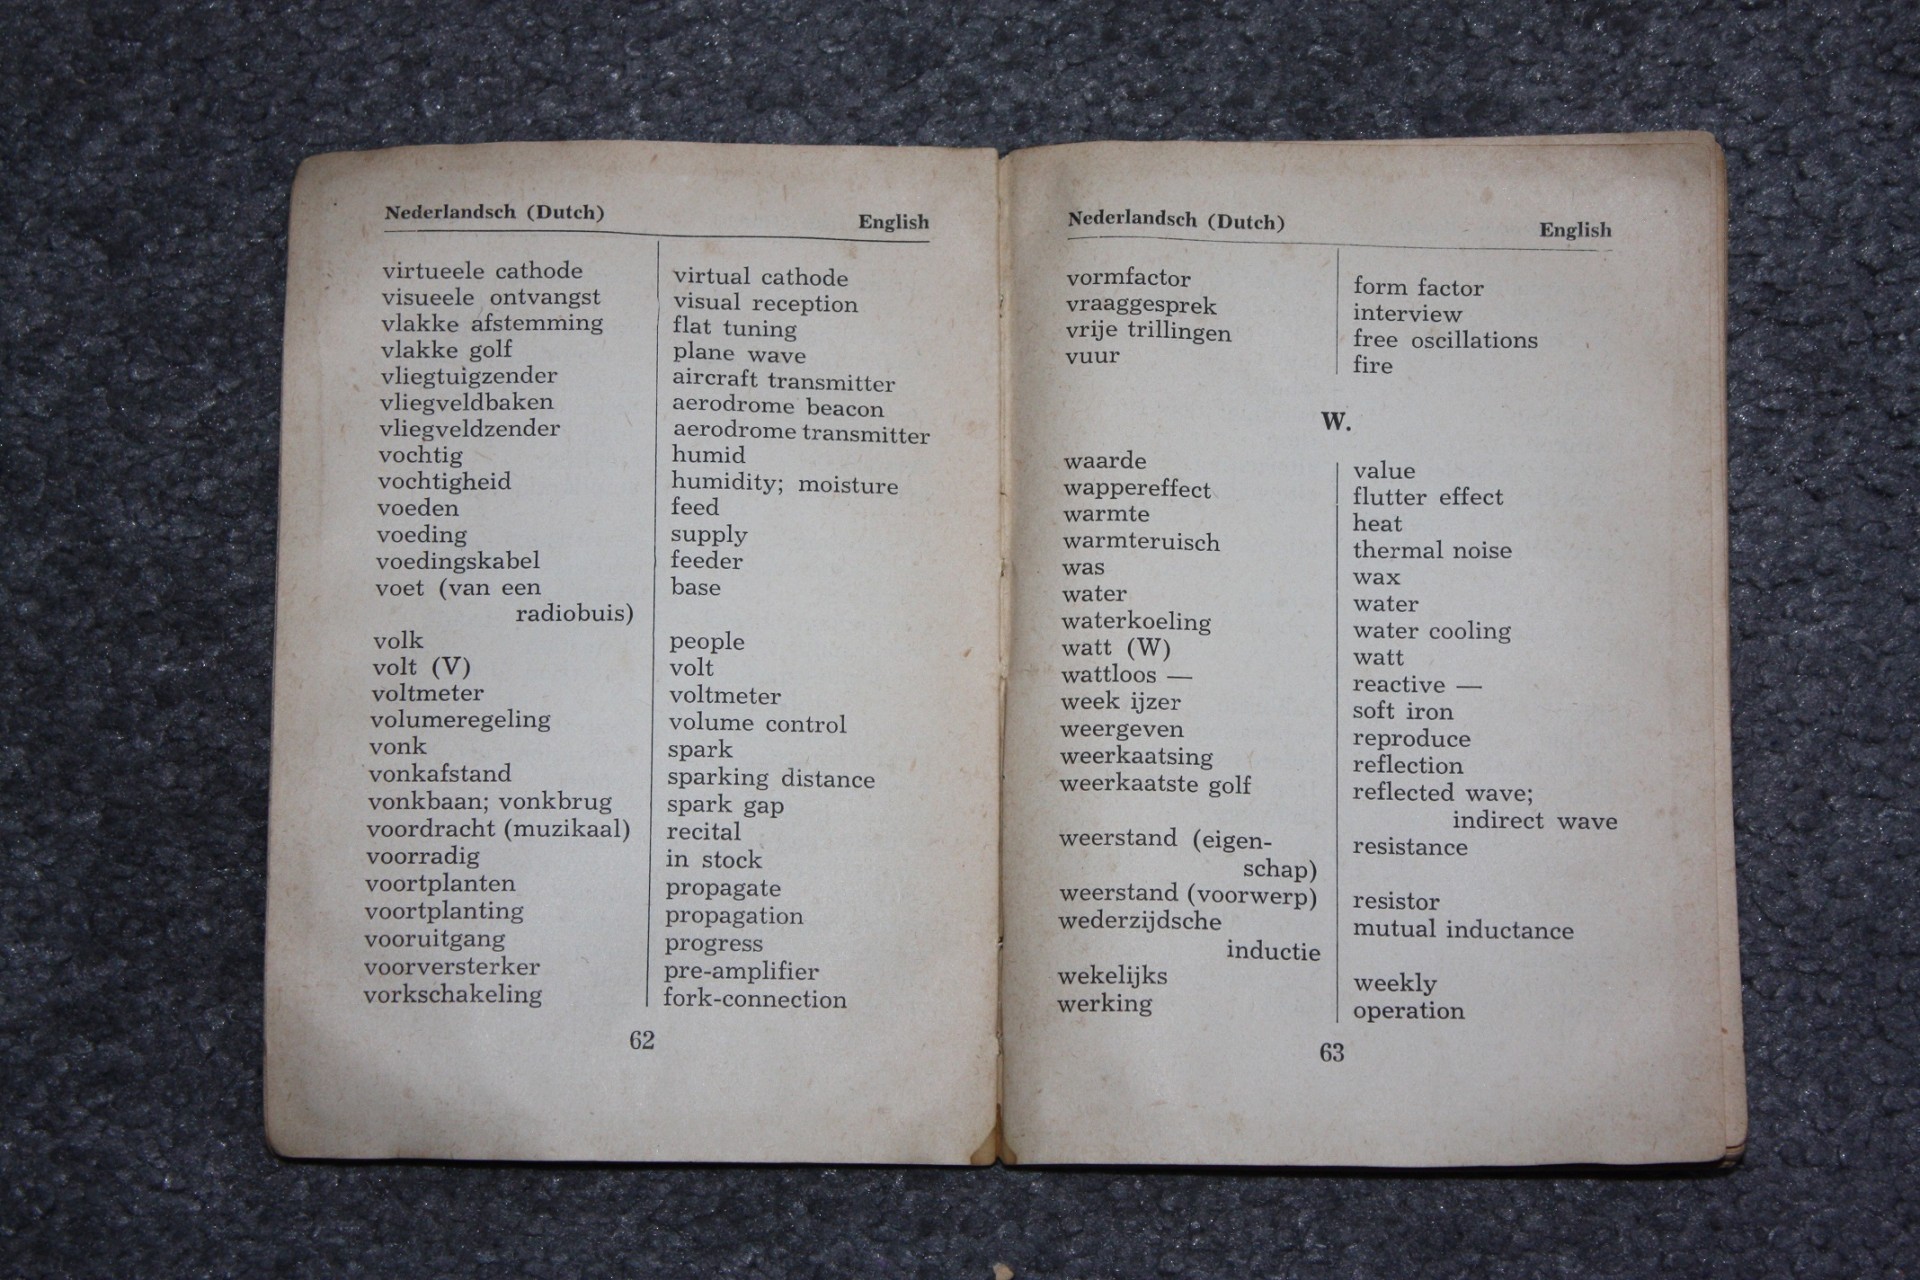 Nederlandsch (Dutch) English
virtueele cathode virtual cathode
visueele ontvangst visual reception
vlakke afstemming flat tuning
vlakke golf plane wave
vliegtuigzender aircraft transmitter
vliegveldbaken aerodrome beacon
vliegveldzender aerodrome transmitter
vochtig humid
vochtigheid humidity; moisture
voeden feed
voeding supply
voedingskabel feeder
voet (van een base
radiobuis)
volk people
volt (V) volt
voltmeter voltmeter
volumeregeling volume control
vonk spark
vonkafstand sparking distance
vonkbaan; vonkbrug spark gap
voordracht (muzikaal) recital
voorradig in stock
voortplanten propagate
voortplanting propagation
vooruitgang progress
voorversterker pre-amplifier
vorkschakeling fork-connection
62
Nederlandsch (Dutch) English
vormfactor form factor
vraaggesprek interview
vrije trillingen free oscillations
vuur fire
W.
waarde value
wappereffect flutter effect
warmte heat
warmteruisch thermal noise
was wax
water water
waterkoeling water cooling
watt (W) watt
wattloos — reactive —
week ijzer soft iron
weergeven reproduce
weerkaatsing reflection
weerkaatste golf reflected wave;
indirect wave
weerstand (eigen- resistance
schap)
weerstand (voorwerp) resistor
wederzijdsche mutual inductance
inductie
wekelijks weekly
werking operation
63